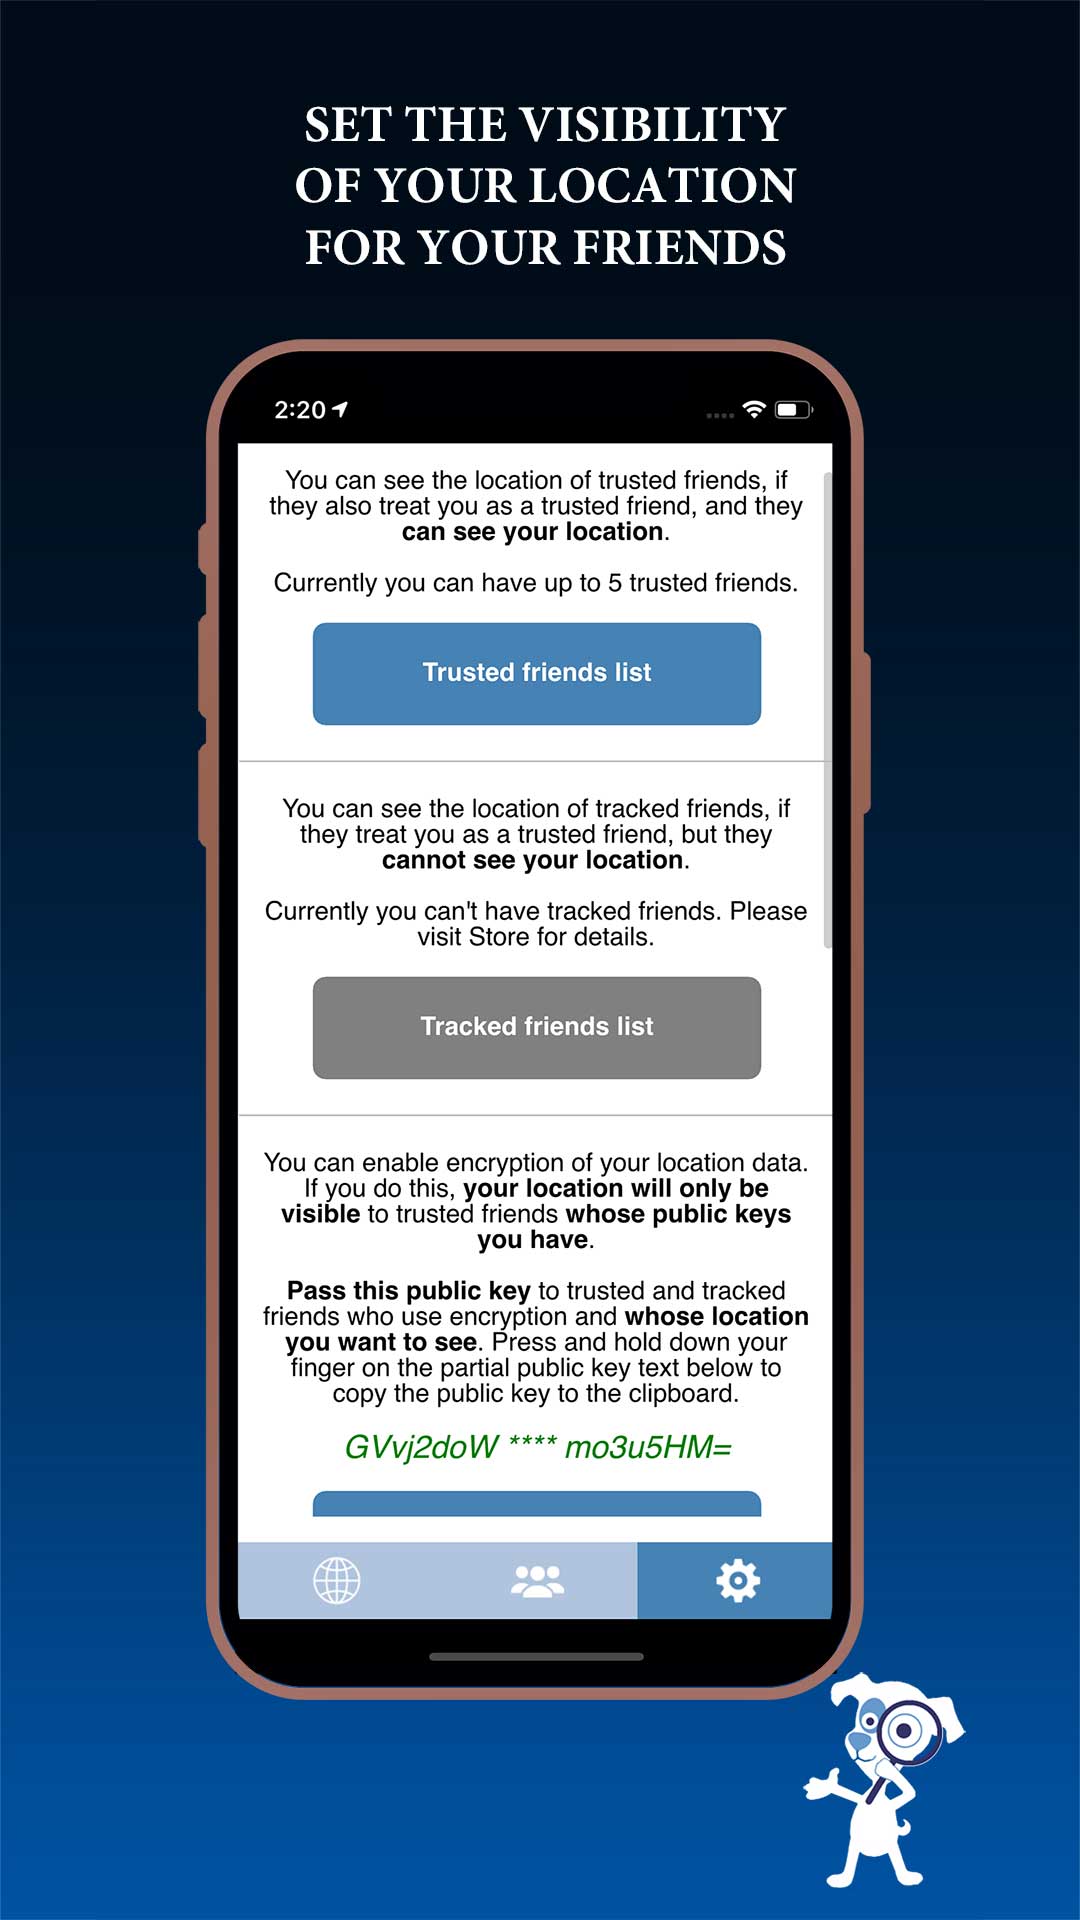 SET THE VISIBILITY
OF YOUR LOCATION
FOR YOUR FRIENDS
2:20
You can see the location of trusted friends, if
they also treat you as a trusted friend, and they
can see your location.
Currently you can have up to 5 trusted friends.
Trusted friends list
You can see the location of tracked friends, if
they treat you as a trusted friend, but they
cannot see your location.
Currently you can't have tracked friends. Please
visit Store for details.
Tracked friends list
You can enable encryption of your location data.
If you do this, your location will only be
visible to trusted friends whose public keys
you have.
Pass this public key to trusted and tracked
friends who use encryption and whose location
you want to see. Press and hold down your
finger on the partial public key text below to
copy the public key to the clipboard.
GVvj2doW **** mo3u5HM=